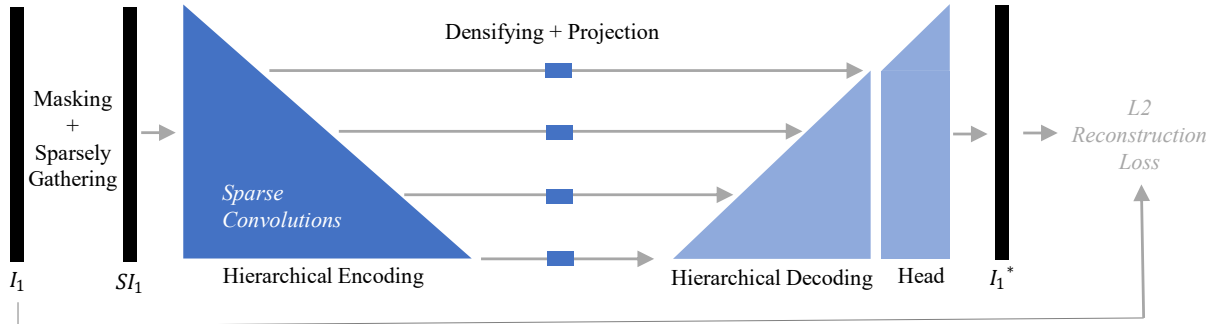 Densifying + Projection
Masking
+
Sparsely
Gathering
L2
Reconstruction
Loss
Sparse
Convolutions
I₁
SI₁
Hierarchical Encoding
Hierarchical Decoding
Head
I₁*